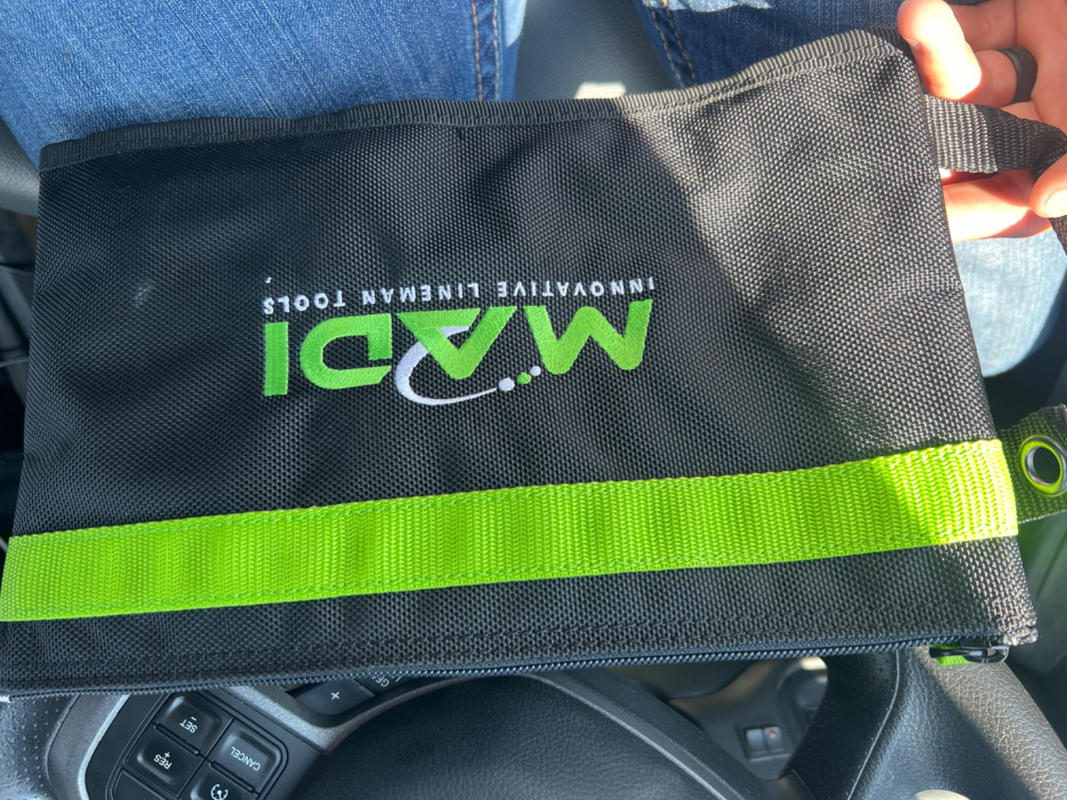 MADI
INNOVATIVE LINEMAN TOOLS
SET
-
RES
+
CANCEL
+